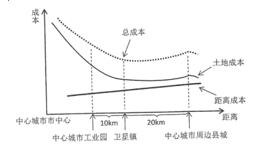 成
本
总成本
土地成本
距离成本
10km
20km
中心城市市中心
距离
中心城市工业园
卫星镇
中心城市周边县城